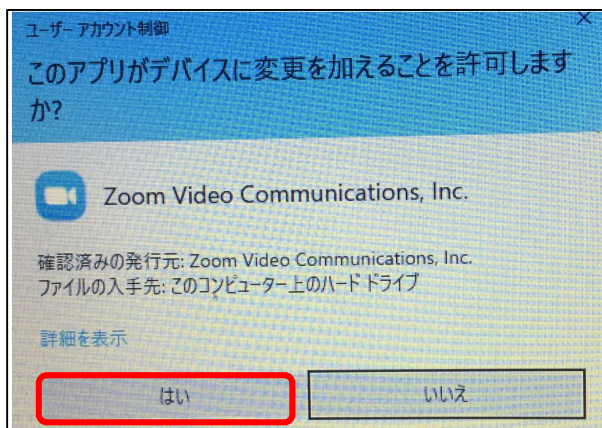 ユーザー アカウント制御
このアプリがデバイスに変更を加えることを許可します
か?
Zoom Video Communications, Inc.
確認済みの発行元: Zoom Video Communications, Inc.
ファイルの入手先: このコンピューター上のハード ドライブ
詳細を表示
はい
いいえ